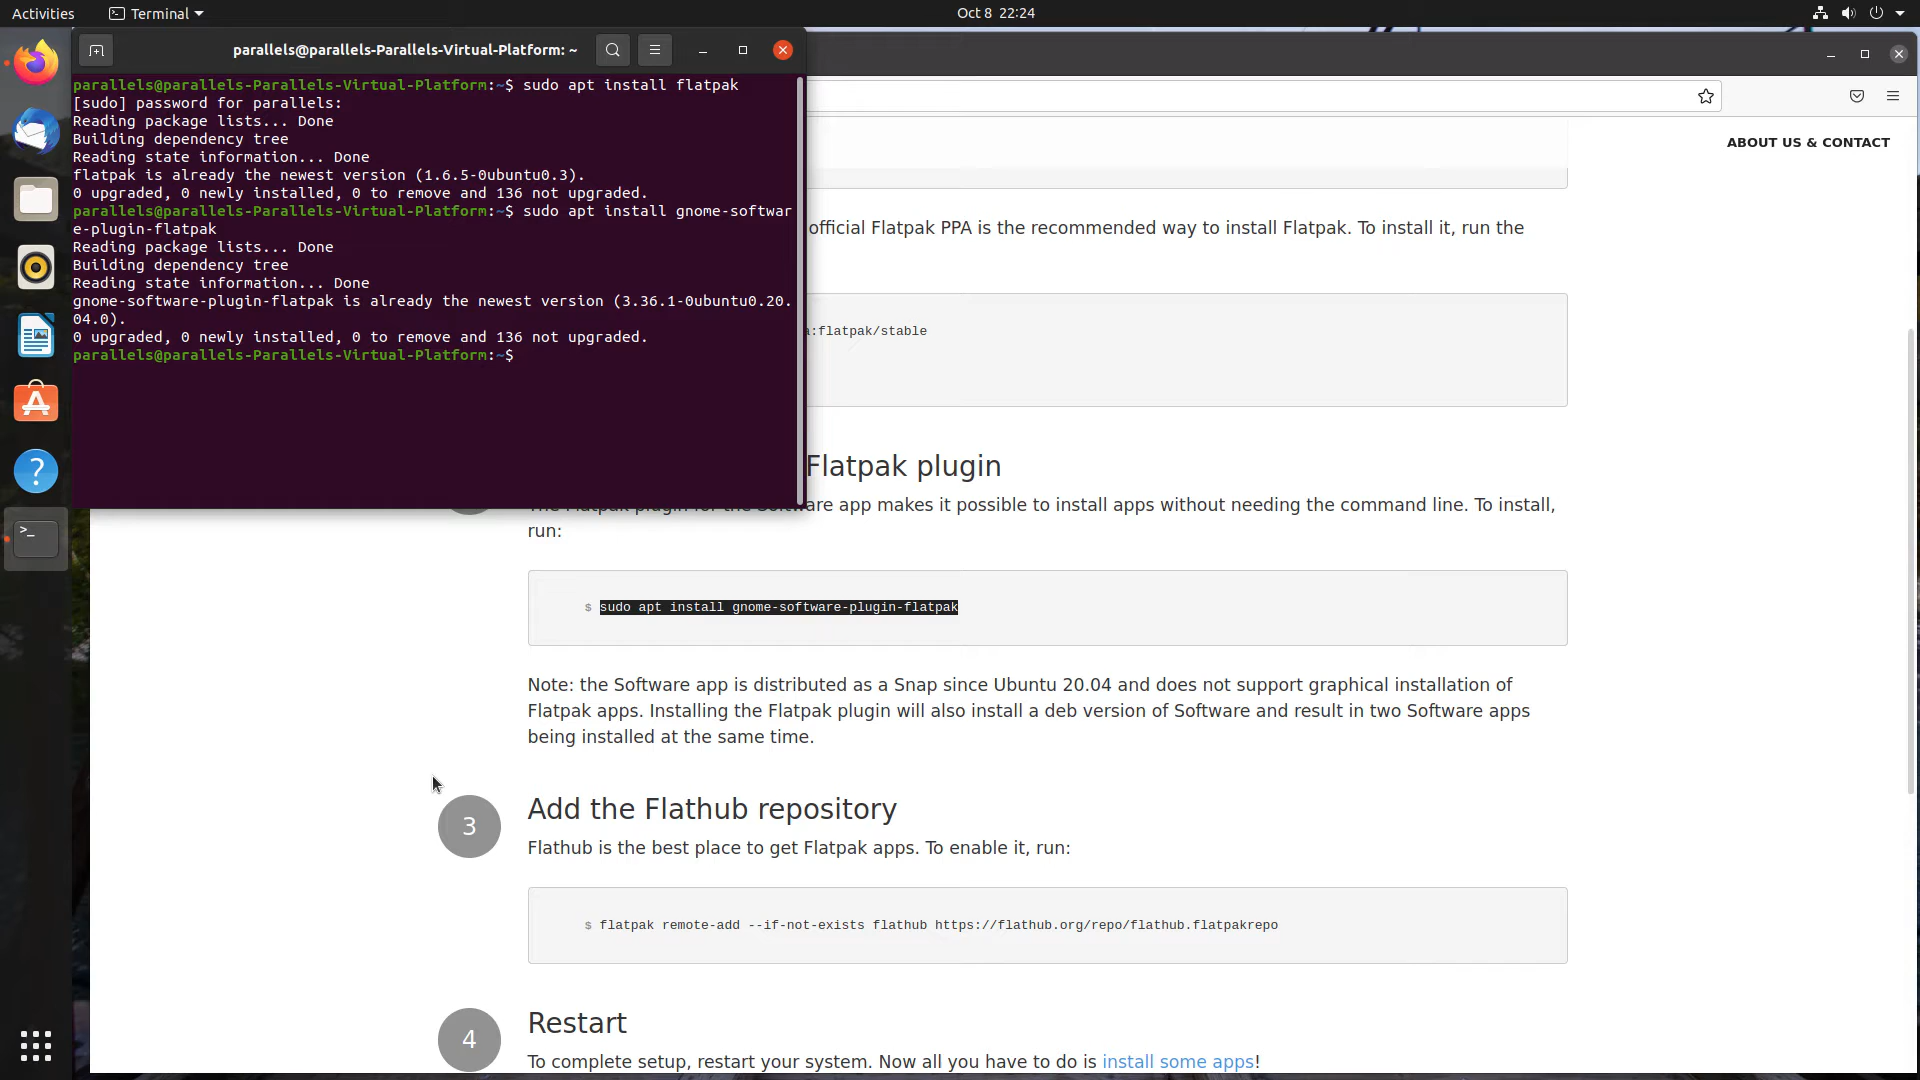 Activities
Terminal
Oct 8 22:24
parallels@parallels-Parallels-Virtual-Platform: ~
parallels@parallels-Parallels-Virtual-Platform:~$ sudo apt install flatpak
[sudo] password for parallels:
Reading package lists... Done
Building dependency tree
Reading state information... Done
flatpak is already the newest version (1.6.5-0ubuntu0.3).
0 upgraded, 0 newly installed, 0 to remove and 136 not upgraded.
parallels@parallels-Parallels-Virtual-Platform:~$ sudo apt install gnome-softwar
e-plugin-flatpak
Reading package lists... Done
Building dependency tree
Reading state information... Done
gnome-software-plugin-flatpak is already the newest version (3.36.1-0ubuntu0.20.
04.0).
0 upgraded, 0 newly installed, 0 to remove and 136 not upgraded.
parallels@parallels-Parallels-Virtual-Platform:~$
ABOUT US & CONTACT
official Flatpak PPA is the recommended way to install Flatpak. To install it, run the
a:flatpak/stable
Flatpak plugin
The Flatpak plugin for the Software app makes it possible to install apps without needing the command line. To install,
run:
$ sudo apt install gnome-software-plugin-flatpak
Note: the Software app is distributed as a Snap since Ubuntu 20.04 and does not support graphical installation of
Flatpak apps. Installing the Flatpak plugin will also install a deb version of Software and result in two Software apps
being installed at the same time.
3
Add the Flathub repository
Flathub is the best place to get Flatpak apps. To enable it, run:
$ flatpak remote-add --if-not-exists flathub https://flathub.org/repo/flathub.flatpakrepo
4
Restart
To complete setup, restart your system. Now all you have to do is install some apps!